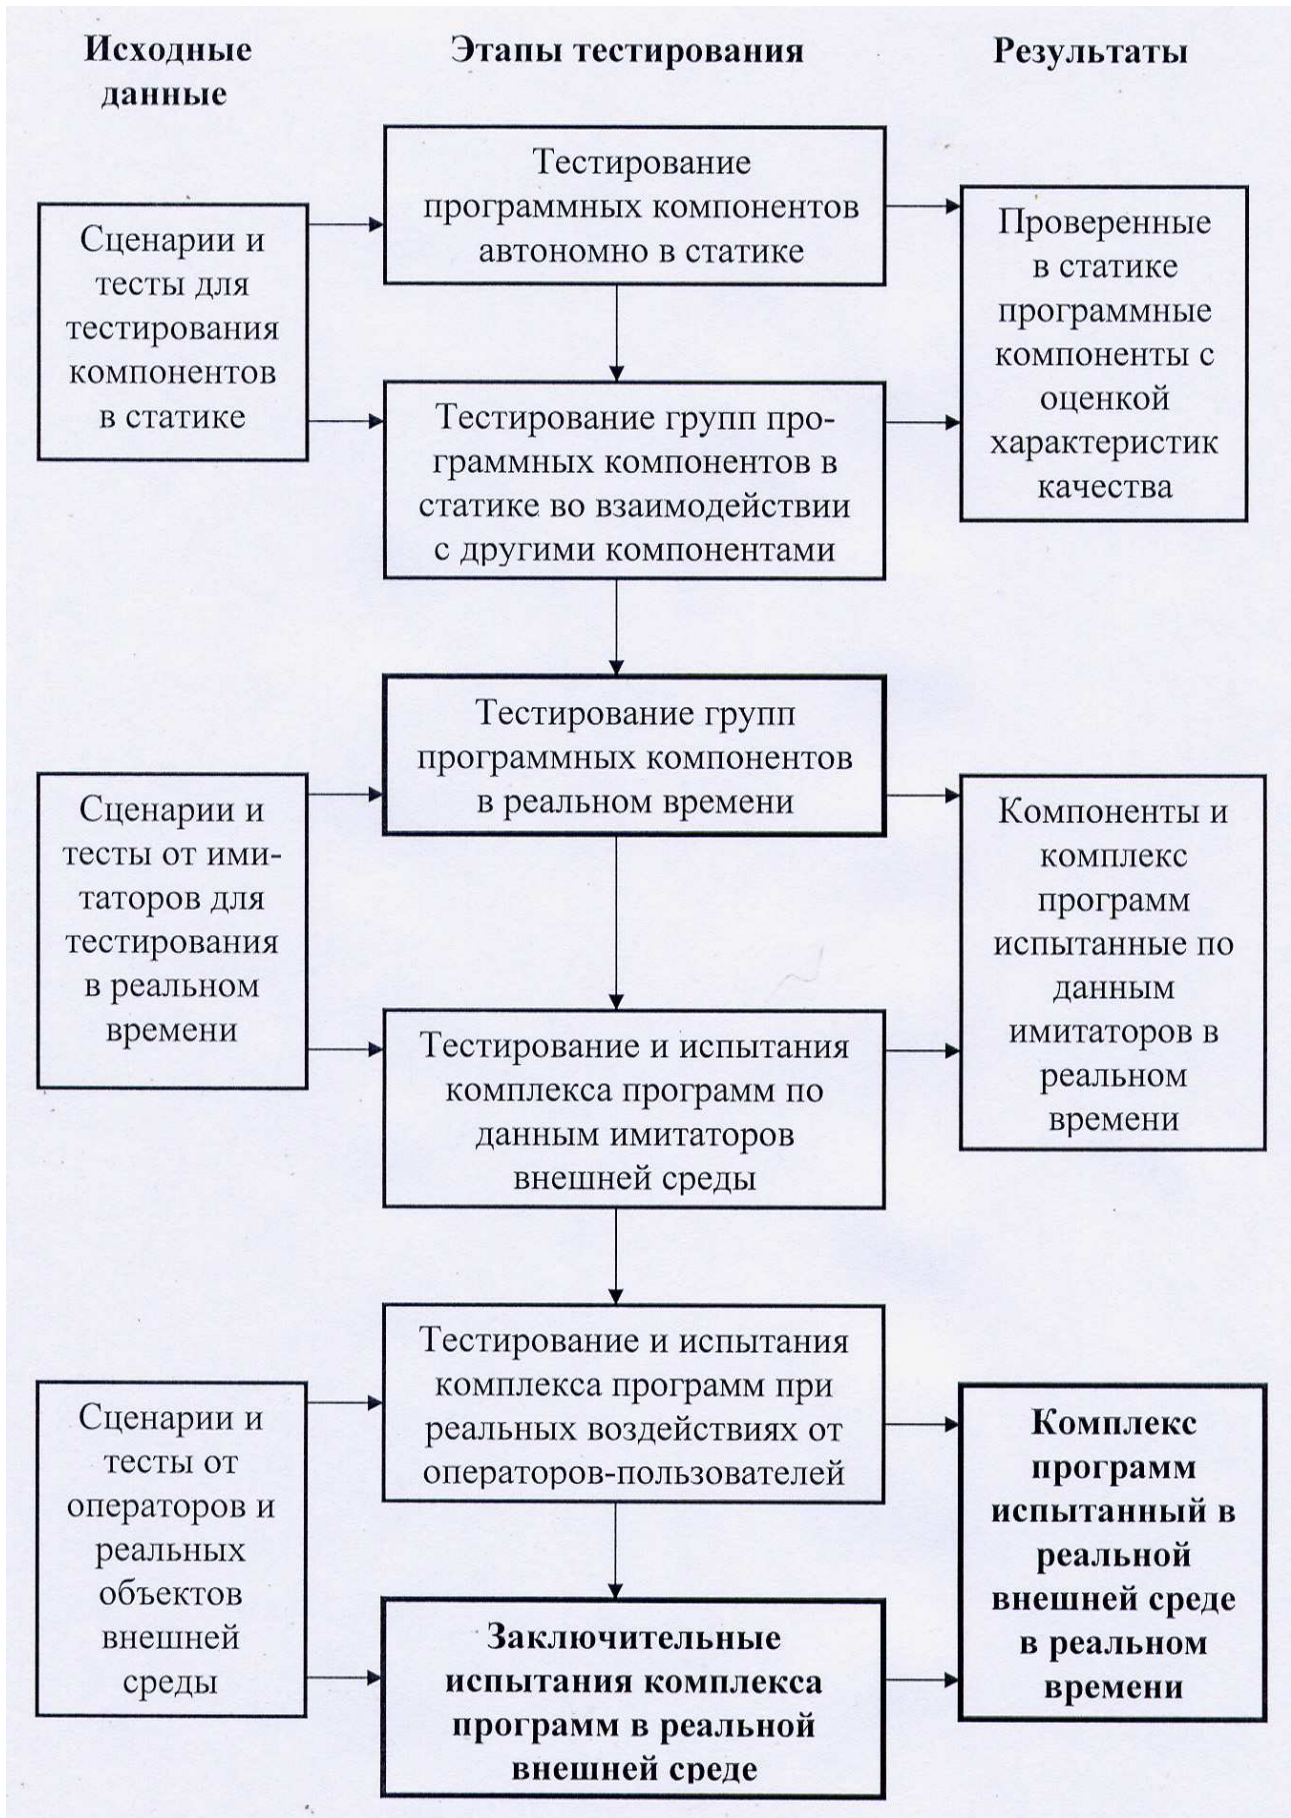 Исходные
данные
Этапы тестирования
Результаты
Тестирование
программных компонентов
автономно в статике
Сценарии и
тесты для
тестирования
компонентов
в статике
Проверенные
в статике
программные
компоненты с
оценкой
характеристик
качества
Тестирование групп про-
граммных компонентов в
статике во взаимодействии
с другими компонентами
Тестирование групп
программных компонентов
в реальном времени
Сценарии и
тесты от ими-
таторов для
тестирования
в реальном
времени
Компоненты и
комплекс
программ
испытанные по
данным
имитаторов в
реальном
времени
Тестирование и испытания
комплекса программ по
данным имитаторов
внешней среды
Тестирование и испытания
комплекса программ при
реальных воздействиях от
операторов-пользователей
Сценарии и
тесты от
операторов и
реальных
объектов
внешней
среды
Комплекс
программ
испытанный в
реальной
внешней среде
в реальном
времени
Заключительные
испытания комплекса
программ в реальной
внешней среде